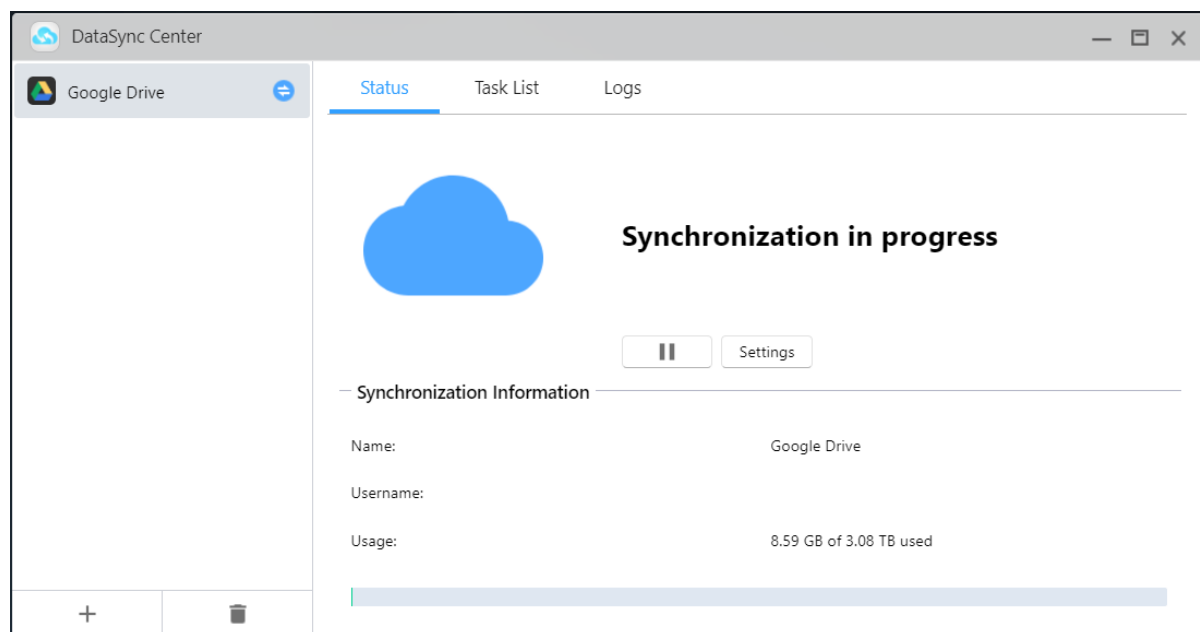 DataSync Center
Google Drive
Status Task List Logs
Synchronization in progress
Settings
Synchronization Information
Name: Google Drive
Username:
Usage: 8.59 GB of 3.08 TB used